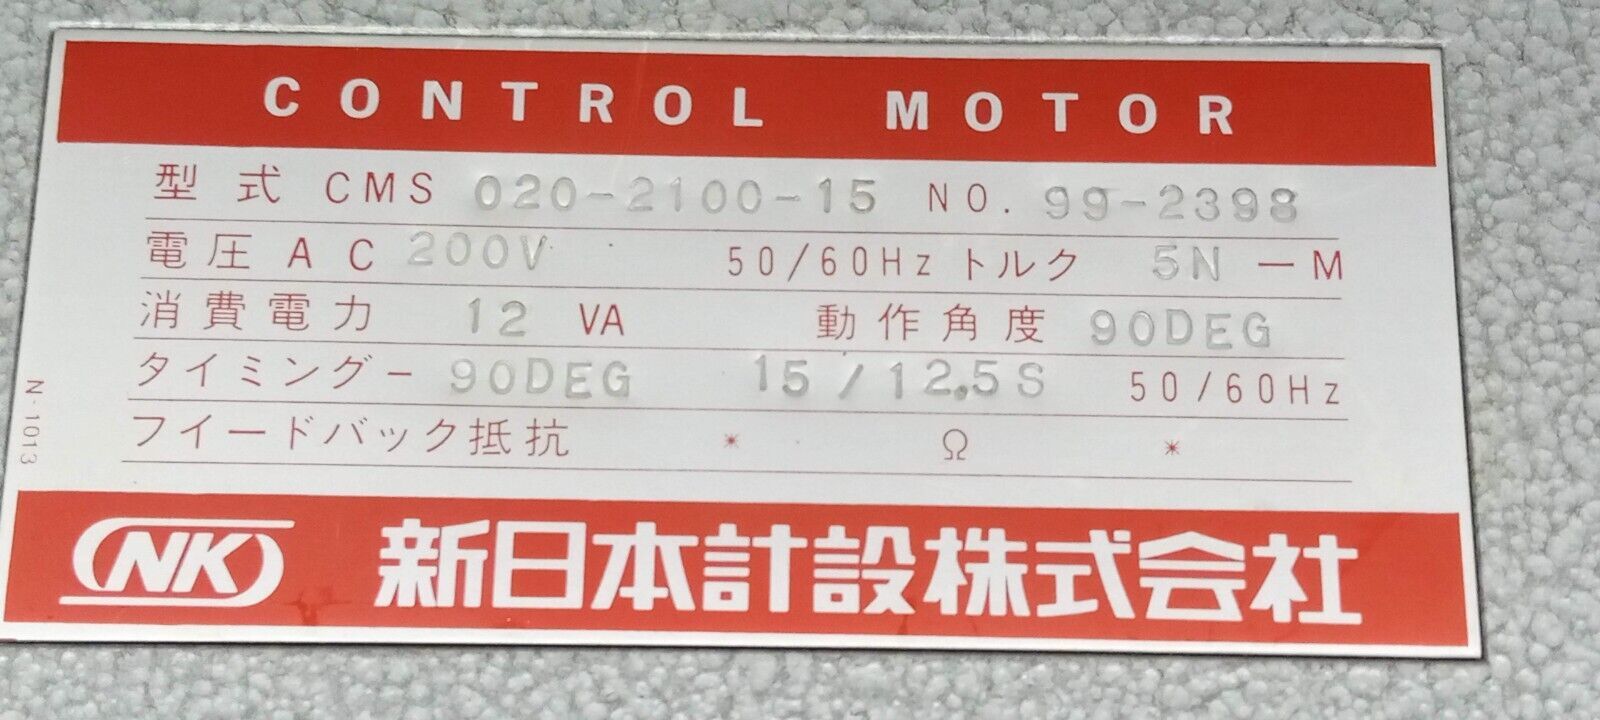 CONTROL MOTOR
型式 CMS 020-2100-15 NO. 99-2398
電圧 AC 200V 50/60Hz トルク 5N-M
消費電力 12 VA 動作角度 90DEG
タイミング- 90DEG 15/12.5S 50/60Hz
フイードバック抵抗 * Ω *
N-1013
NK 新日本計設株式会社